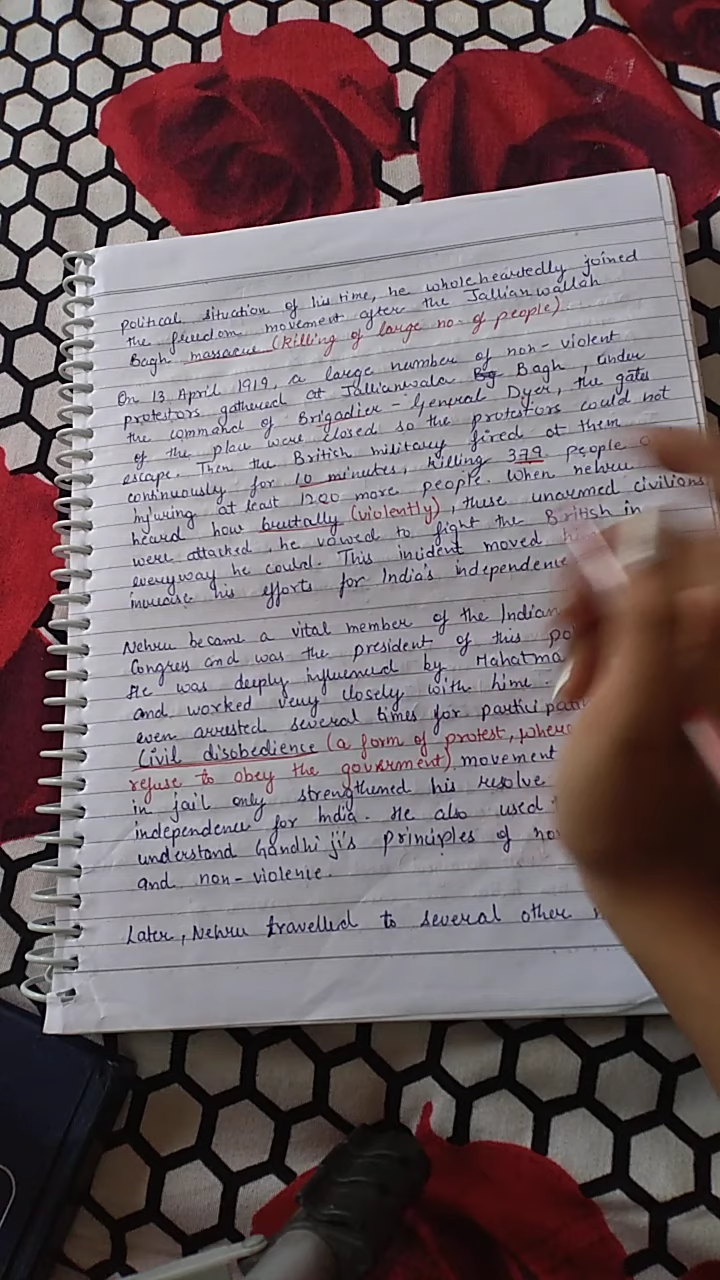 political situation of his time, he wholeheartedly joined
the freedom movement after the Jallianwallah
Bagh massacre (killing of large no. of people)
On 13 April 1919, a large number of non-violent
protestors gathered at Jallianwala Bagh, under
the command of Brigadier-General Dyer, the gates
of the place were closed so the protestors could not
escape. Then the British military fired at them
continuously for 10 minutes, killing 379 people
injuring at least 1200 more people. When nehru
heard how brutally (violently), these unarmed civilions
were attacked, he vowed to fight the British in
everyway he could. This incident moved
increase his efforts for India's independence
Nehru became a vital member of the Indian
Congress and was the president of this
He was deeply influenced by Mahatma
and worked very closely with hime.
even arrested several times for
Civil disobedience (a form of protest, where
refuse to obey the government) movement
in jail only strengthened his resolve
independence for India. He also used
understand Gandhi ji's principles of
and non-violence.
Later, Nehru travelled to several other